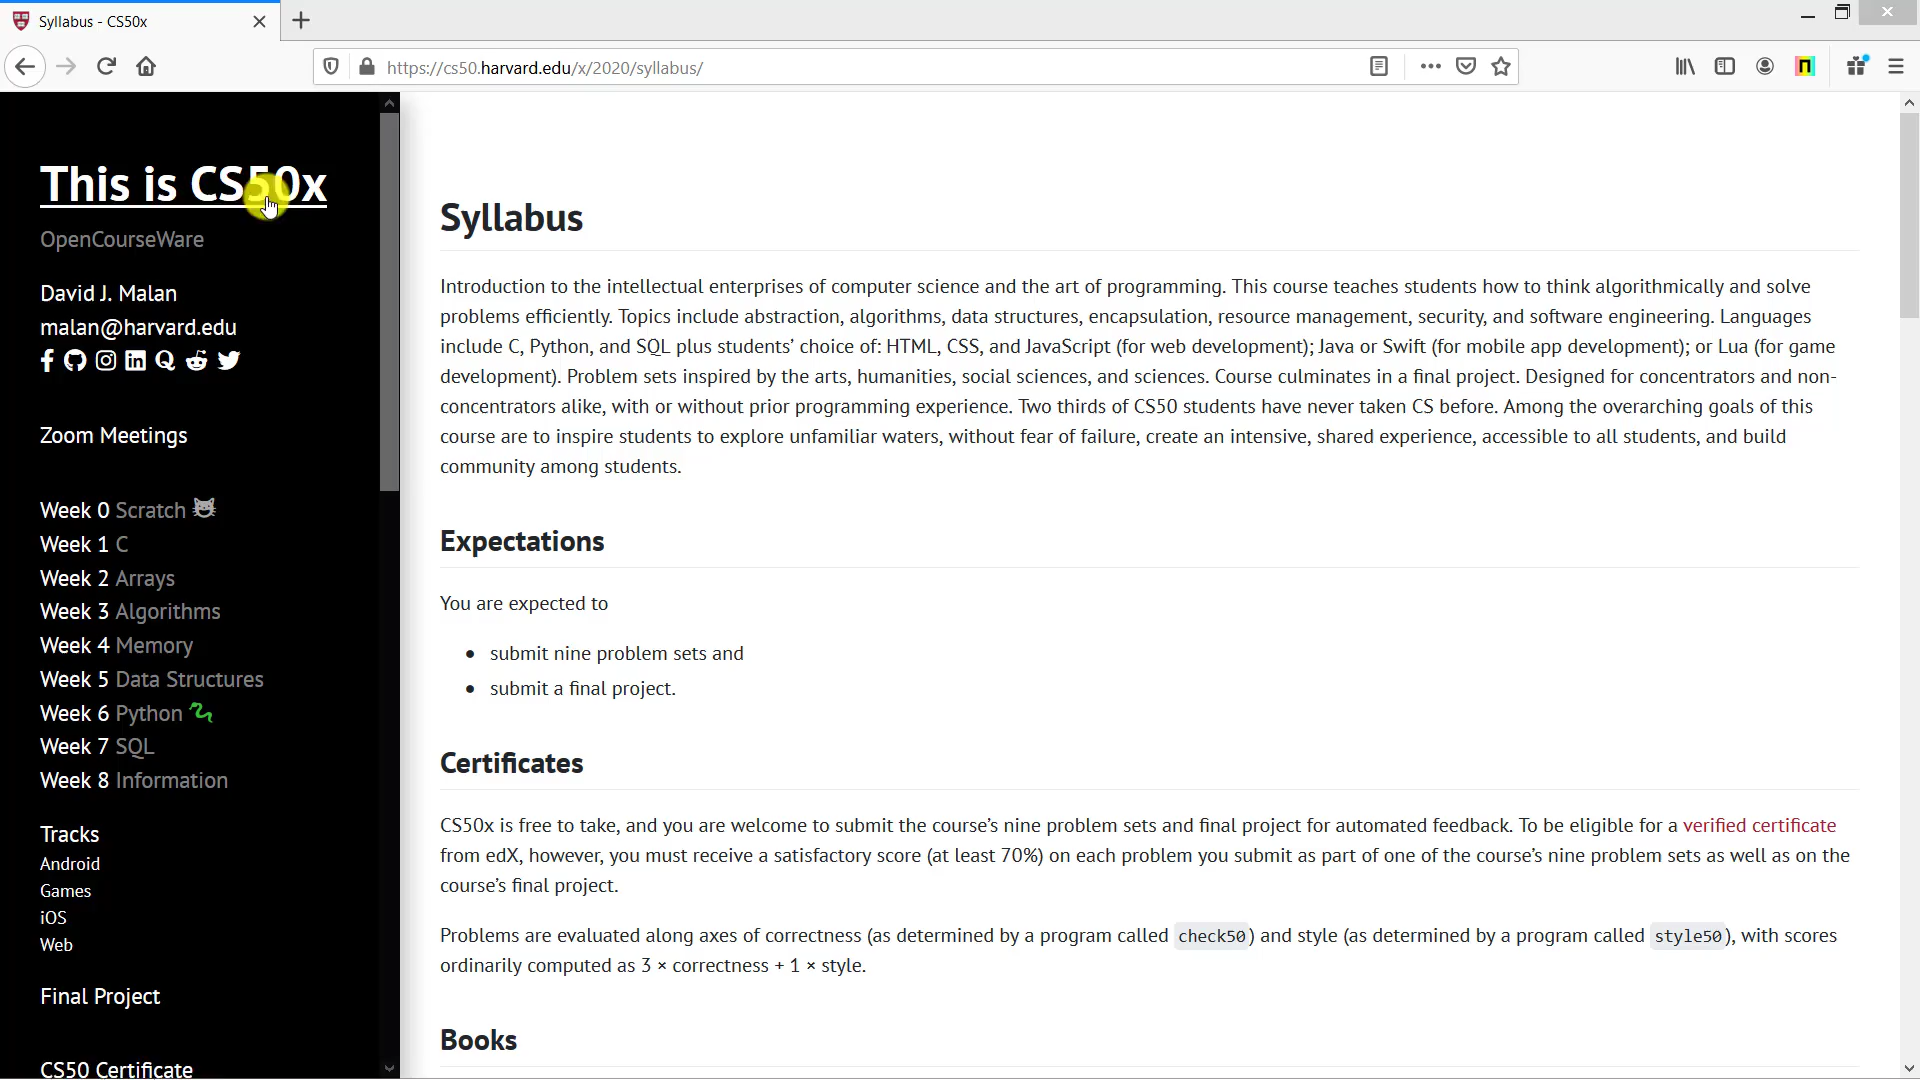 Syllabus - CS50x
https://cs50.harvard.edu/x/2020/syllabus/
This is CS50x
OpenCourseWare
David J. Malan
malan@harvard.edu
Zoom Meetings
Week 0 Scratch
Week 1 C
Week 2 Arrays
Week 3 Algorithms
Week 4 Memory
Week 5 Data Structures
Week 6 Python
Week 7 SQL
Week 8 Information
Tracks
Android
Games
iOS
Web
Final Project
CS50 Certificate
Syllabus
Introduction to the intellectual enterprises of computer science and the art of programming. This course teaches students how to think algorithmically and solve
problems efficiently. Topics include abstraction, algorithms, data structures, encapsulation, resource management, security, and software engineering. Languages
include C, Python, and SQL plus students’ choice of: HTML, CSS, and JavaScript (for web development); Java or Swift (for mobile app development); or Lua (for game
development). Problem sets inspired by the arts, humanities, social sciences, and sciences. Course culminates in a final project. Designed for concentrators and non-
concentrators alike, with or without prior programming experience. Two thirds of CS50 students have never taken CS before. Among the overarching goals of this
course are to inspire students to explore unfamiliar waters, without fear of failure, create an intensive, shared experience, accessible to all students, and build
community among students.
Expectations
You are expected to
• submit nine problem sets and
• submit a final project.
Certificates
CS50x is free to take, and you are welcome to submit the course’s nine problem sets and final project for automated feedback. To be eligible for a verified certificate
from edX, however, you must receive a satisfactory score (at least 70%) on each problem you submit as part of one of the course’s nine problem sets as well as on the
course’s final project.
Problems are evaluated along axes of correctness (as determined by a program called check50) and style (as determined by a program called style50), with scores
ordinarily computed as 3 × correctness + 1 × style.
Books